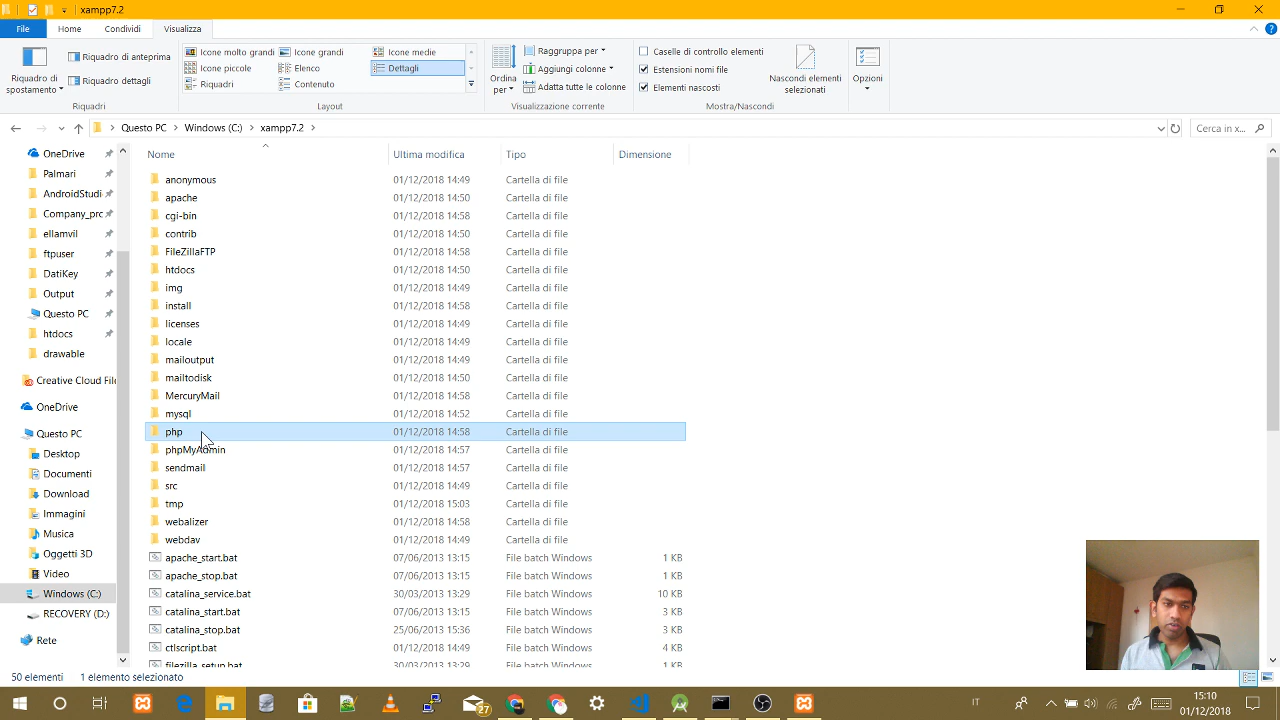 xampp7.2
File Home Condividi Visualizza
Riquadro di spostamento
Riquadro di anteprima
Riquadro dettagli
Riquadri
Icone molto grandi Icone grandi Icone medie
Icone piccole Elenco Dettagli
Riquadri Contenuto
Layout
Ordina per
Raggruppa per
Aggiungi colonne
Adatta tutte le colonne
Visualizzazione corrente
Caselle di controllo elementi
Estensioni nomi file
Elementi nascosti
Nascondi elementi selezionati
Mostra/Nascondi
Opzioni
Questo PC Windows (C:) xampp7.2
Cerca in x...
OneDrive
Palmari
AndroidStudi
Company_prc
ellamvil
ftpuser
DatiKey
Output
Questo PC
htdocs
drawable
Creative Cloud File
OneDrive
Questo PC
Desktop
Documenti
Download
Immagini
Musica
Oggetti 3D
Video
Windows (C:)
RECOVERY (D:)
Rete
Nome Ultima modifica Tipo Dimensione
anonymous 01/12/2018 14:49 Cartella di file
apache 01/12/2018 14:50 Cartella di file
cgi-bin 01/12/2018 14:58 Cartella di file
contrib 01/12/2018 14:50 Cartella di file
FileZillaFTP 01/12/2018 14:58 Cartella di file
htdocs 01/12/2018 14:50 Cartella di file
img 01/12/2018 14:49 Cartella di file
install 01/12/2018 14:58 Cartella di file
licenses 01/12/2018 14:49 Cartella di file
locale 01/12/2018 14:49 Cartella di file
mailoutput 01/12/2018 14:49 Cartella di file
mailtodisk 01/12/2018 14:50 Cartella di file
MercuryMail 01/12/2018 14:58 Cartella di file
mysql 01/12/2018 14:52 Cartella di file
php 01/12/2018 14:58 Cartella di file
phpMyAdmin 01/12/2018 14:57 Cartella di file
sendmail 01/12/2018 14:57 Cartella di file
src 01/12/2018 14:49 Cartella di file
tmp 01/12/2018 15:03 Cartella di file
webalizer 01/12/2018 14:58 Cartella di file
webdav 01/12/2018 14:49 Cartella di file
apache_start.bat 07/06/2013 13:15 File batch Windows 1 KB
apache_stop.bat 07/06/2013 13:15 File batch Windows 1 KB
catalina_service.bat 30/03/2013 13:29 File batch Windows 10 KB
catalina_start.bat 07/06/2013 13:15 File batch Windows 3 KB
catalina_stop.bat 25/06/2013 15:36 File batch Windows 3 KB
ctlscript.bat 01/12/2018 14:49 File batch Windows 4 KB
filezilla_setup.bat 30/03/2013 13:29 File batch Windows 1 KB
50 elementi 1 elemento selezionato
27
IT
15:10
01/12/2018